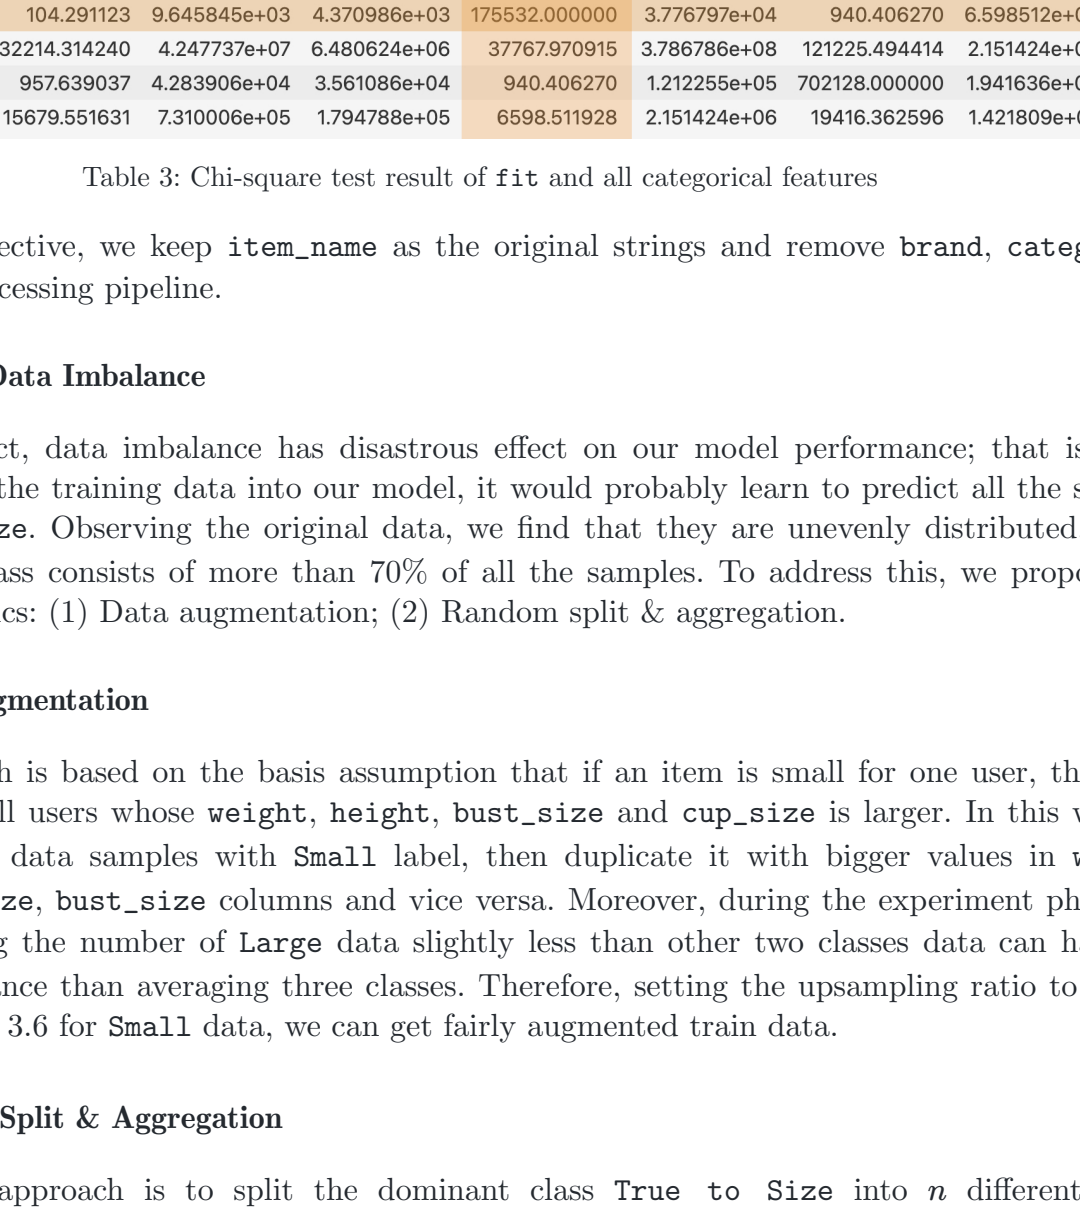 104.291123 9.645845e+03 4.370986e+03 175532.000000 3.776797e+04 940.406270 6.598512e+0
32214.314240 4.247737e+07 6.480624e+06 37767.970915 3.786786e+08 121225.494414 2.151424e+0
957.639037 4.283906e+04 3.561086e+04 940.406270 1.212255e+05 702128.000000 1.941636e+0
15679.551631 7.310006e+05 1.794788e+05 6598.511928 2.151424e+06 19416.362596 1.421809e+0
Table 3: Chi-square test result of fit and all categorical features
ective, we keep item_name as the original strings and remove brand, categ
cessing pipeline.
Data Imbalance
ct, data imbalance has disastrous effect on our model performance; that is
the training data into our model, it would probably learn to predict all the s
ze. Observing the original data, we find that they are unevenly distributed
ass consists of more than 70% of all the samples. To address this, we propo
ics: (1) Data augmentation; (2) Random split & aggregation.
gmentation
h is based on the basis assumption that if an item is small for one user, th
ll users whose weight, height, bust_size and cup_size is larger. In this w
data samples with Small label, then duplicate it with bigger values in w
ze, bust_size columns and vice versa. Moreover, during the experiment ph
g the number of Large data slightly less than other two classes data can ha
ance than averaging three classes. Therefore, setting the upsampling ratio to
3.6 for Small data, we can get fairly augmented train data.
Split & Aggregation
approach is to split the dominant class True to Size into n different